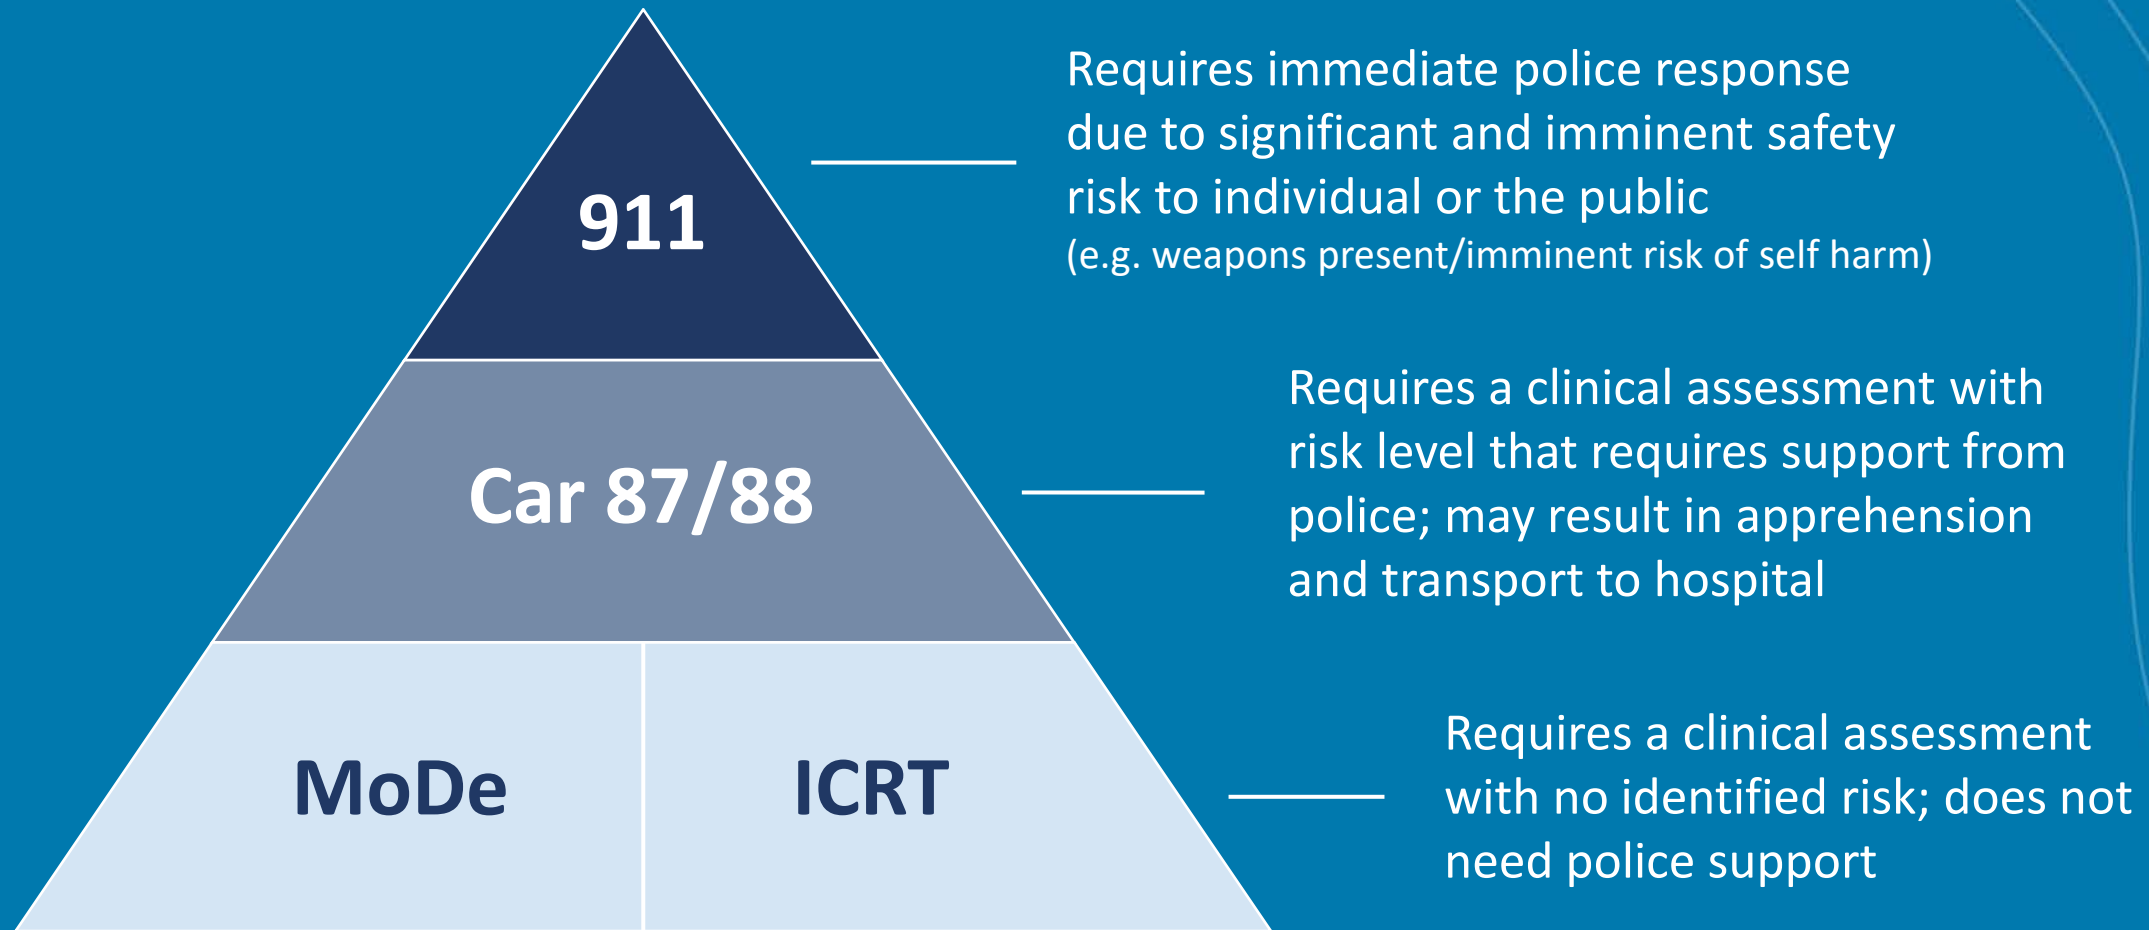 911
Requires immediate police response
due to significant and imminent safety
risk to individual or the public
(e.g. weapons present/imminent risk of self harm)
Car 87/88
Requires a clinical assessment with
risk level that requires support from
police; may result in apprehension
and transport to hospital
MoDe
ICRT
Requires a clinical assessment
with no identified risk; does not
need police support